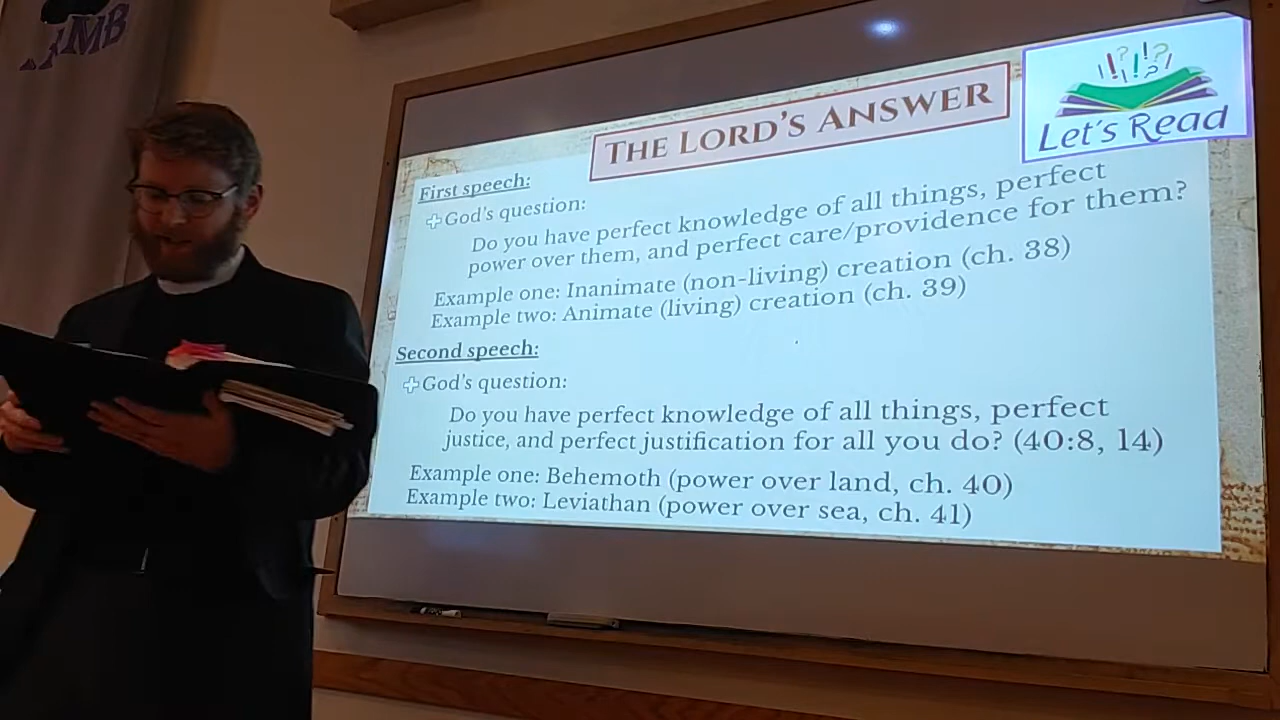 AMB
THE LORD'S ANSWER
Let's Read
First speech:
God's question:
Do you have perfect knowledge of all things, perfect
power over them, and perfect care/providence for them?
Example one: Inanimate (non-living) creation (ch. 38)
Example two: Animate (living) creation (ch. 39)
Second speech:
God's question:
Do you have perfect knowledge of all things, perfect
justice, and perfect justification for all you do? (40:8, 14)
Example one: Behemoth (power over land, ch. 40)
Example two: Leviathan (power over sea, ch. 41)